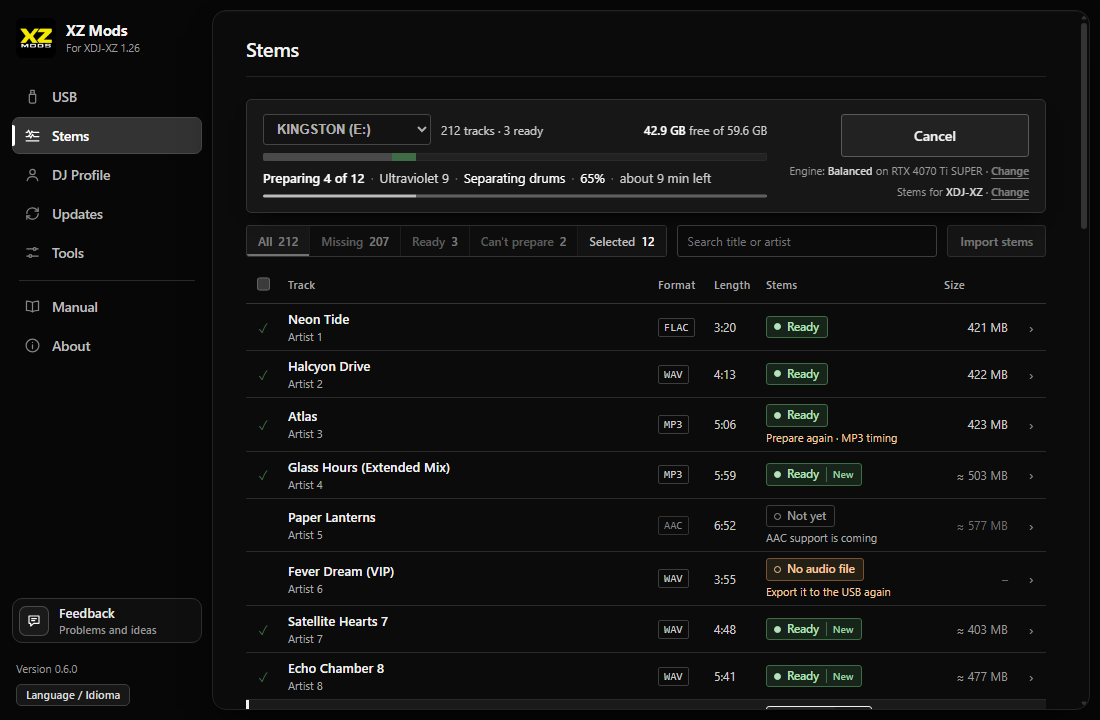 XZ MODS
XZ Mods
For XDJ-XZ 1.26
USB
Stems
DJ Profile
Updates
Tools
Manual
About
Feedback
Problems and ideas
Version 0.6.0
Language / Idioma
Stems
KINGSTON (E:) 212 tracks · 3 ready 42.9 GB free of 59.6 GB
Preparing 4 of 12 · Ultraviolet 9 · Separating drums · 65% · about 9 min left
Cancel
Engine: Balanced on RTX 4070 Ti SUPER · Change
Stems for XDJ-XZ · Change
All 212 Missing 207 Ready 3 Can't prepare 2 Selected 12 Search title or artist Import stems
Track Format Length Stems Size
Neon Tide FLAC 3:20 Ready 421 MB ›
Artist 1
Halcyon Drive WAV 4:13 Ready 422 MB ›
Artist 2
Atlas MP3 5:06 Ready 423 MB ›
Artist 3 Prepare again · MP3 timing
Glass Hours (Extended Mix) MP3 5:59 Ready New ≈ 503 MB ›
Artist 4
Paper Lanterns AAC 6:52 Not yet ≈ 577 MB ›
Artist 5 AAC support is coming
Fever Dream (VIP) WAV 3:55 No audio file – ›
Artist 6 Export it to the USB again
Satellite Hearts 7 WAV 4:48 Ready New ≈ 403 MB ›
Artist 7
Echo Chamber 8 WAV 5:41 Ready New ≈ 477 MB ›
Artist 8